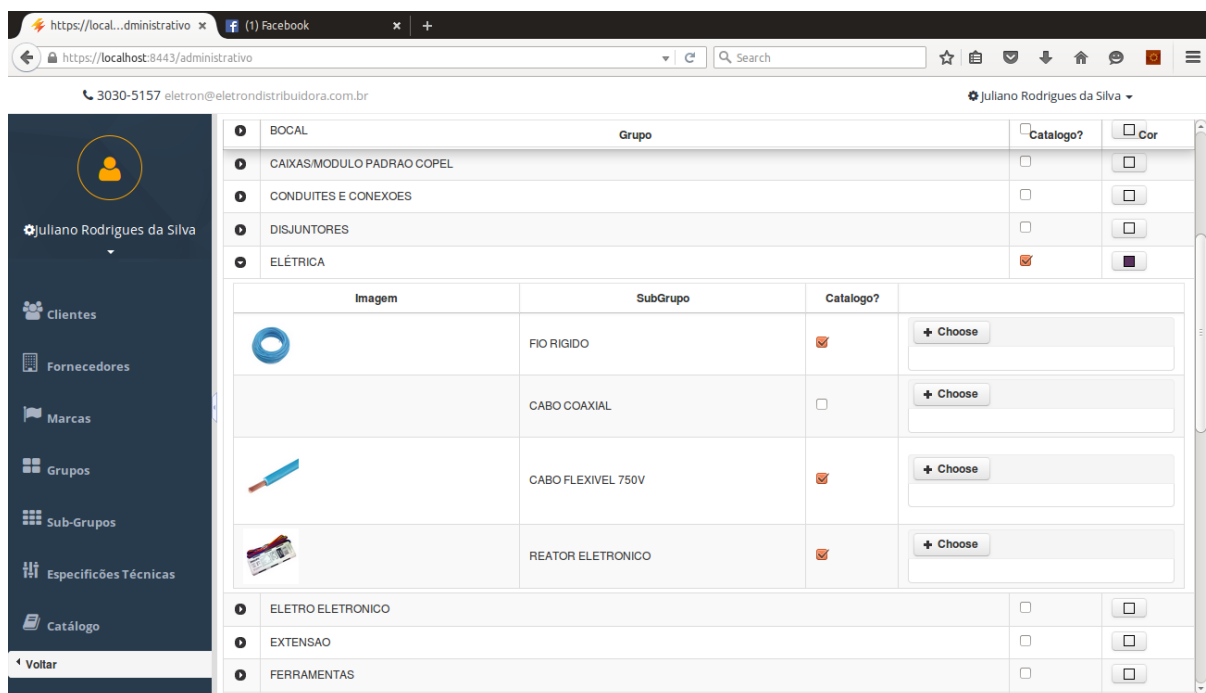 https://local...dministrativo × (1) Facebook × +
https://localhost:8443/administrativo Search
3030-5157 eletron@eletrondistribuidora.com.br Juliano Rodrigues da Silva
Juliano Rodrigues da Silva
Clientes
Fornecedores
Marcas
Grupos
Sub-Grupos
Especificões Técnicas
Catálogo
Voltar
BOCAL Grupo Catalogo? Cor
CAIXAS/MODULO PADRAO COPEL
CONDUITES E CONEXOES
DISJUNTORES
ELÉTRICA
Imagem SubGrupo Catalogo?
FIO RIGIDO + Choose
CABO COAXIAL + Choose
CABO FLEXIVEL 750V + Choose
REATOR ELETRONICO + Choose
ELETRO ELETRONICO
EXTENSAO
FERRAMENTAS